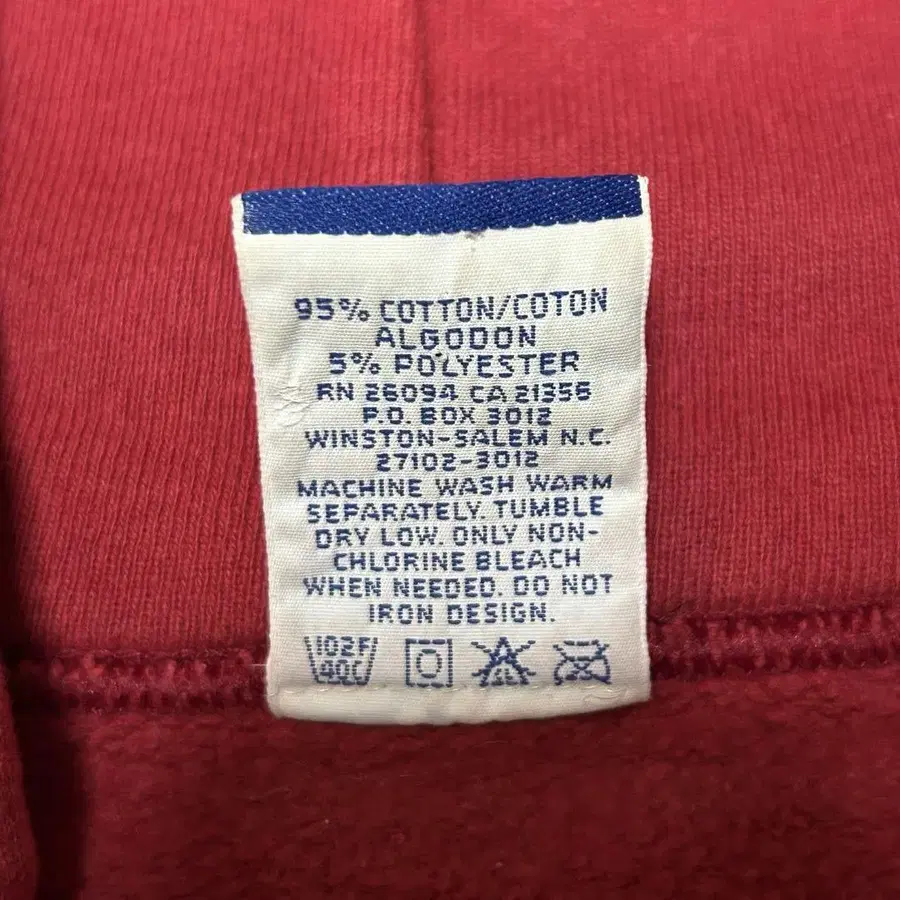 95% COTTON/COTON
ALGODON
5% POLYESTER
RN 26094 CA 21356
P.O. BOX 3012
WINSTON-SALEM N.C.
27102-3012
MACHINE WASH WARM
SEPARATELY. TUMBLE
DRY LOW. ONLY NON-
CHLORINE BLEACH
WHEN NEEDED. DO NOT
IRON DESIGN.
102F
40C